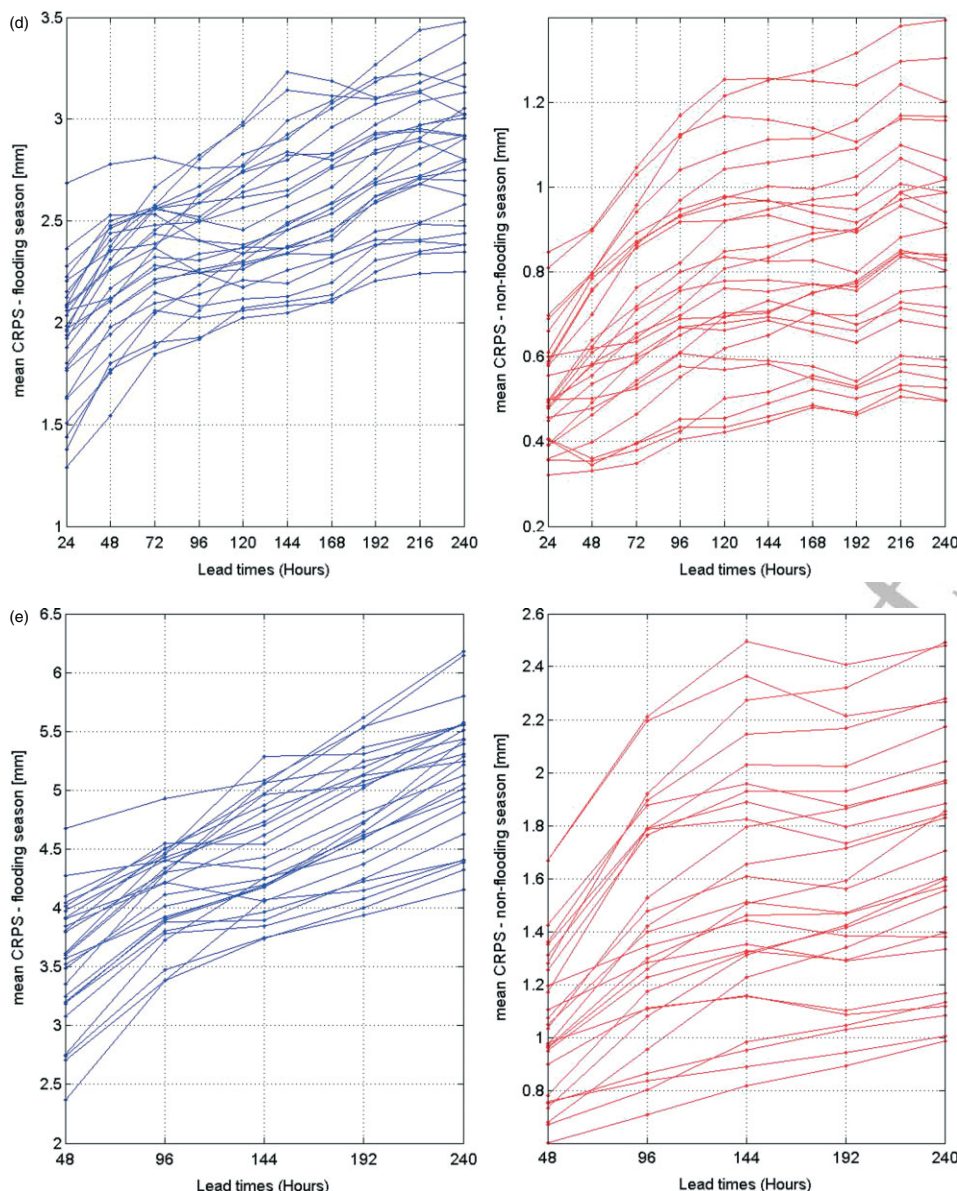 (d)
mean CRPS - flooding season [mm]
3.5
3
2.5
2
1.5
1
24 48 72 96 120 144 168 192 216 240
Lead times (Hours)
mean CRPS - non-flooding season [mm]
1.2
1
0.8
0.6
0.4
0.2
24 48 72 96 120 144 168 192 216 240
Lead times (Hours)
(e)
mean CRPS - flooding season [mm]
6.5
6
5.5
5
4.5
4
3.5
3
2.5
2
48 96 144 192 240
Lead times (Hours)
mean CRPS - non-flooding season [mm]
2.6
2.4
2.2
2
1.8
1.6
1.4
1.2
1
0.8
48 96 144 192 240
Lead times (Hours)